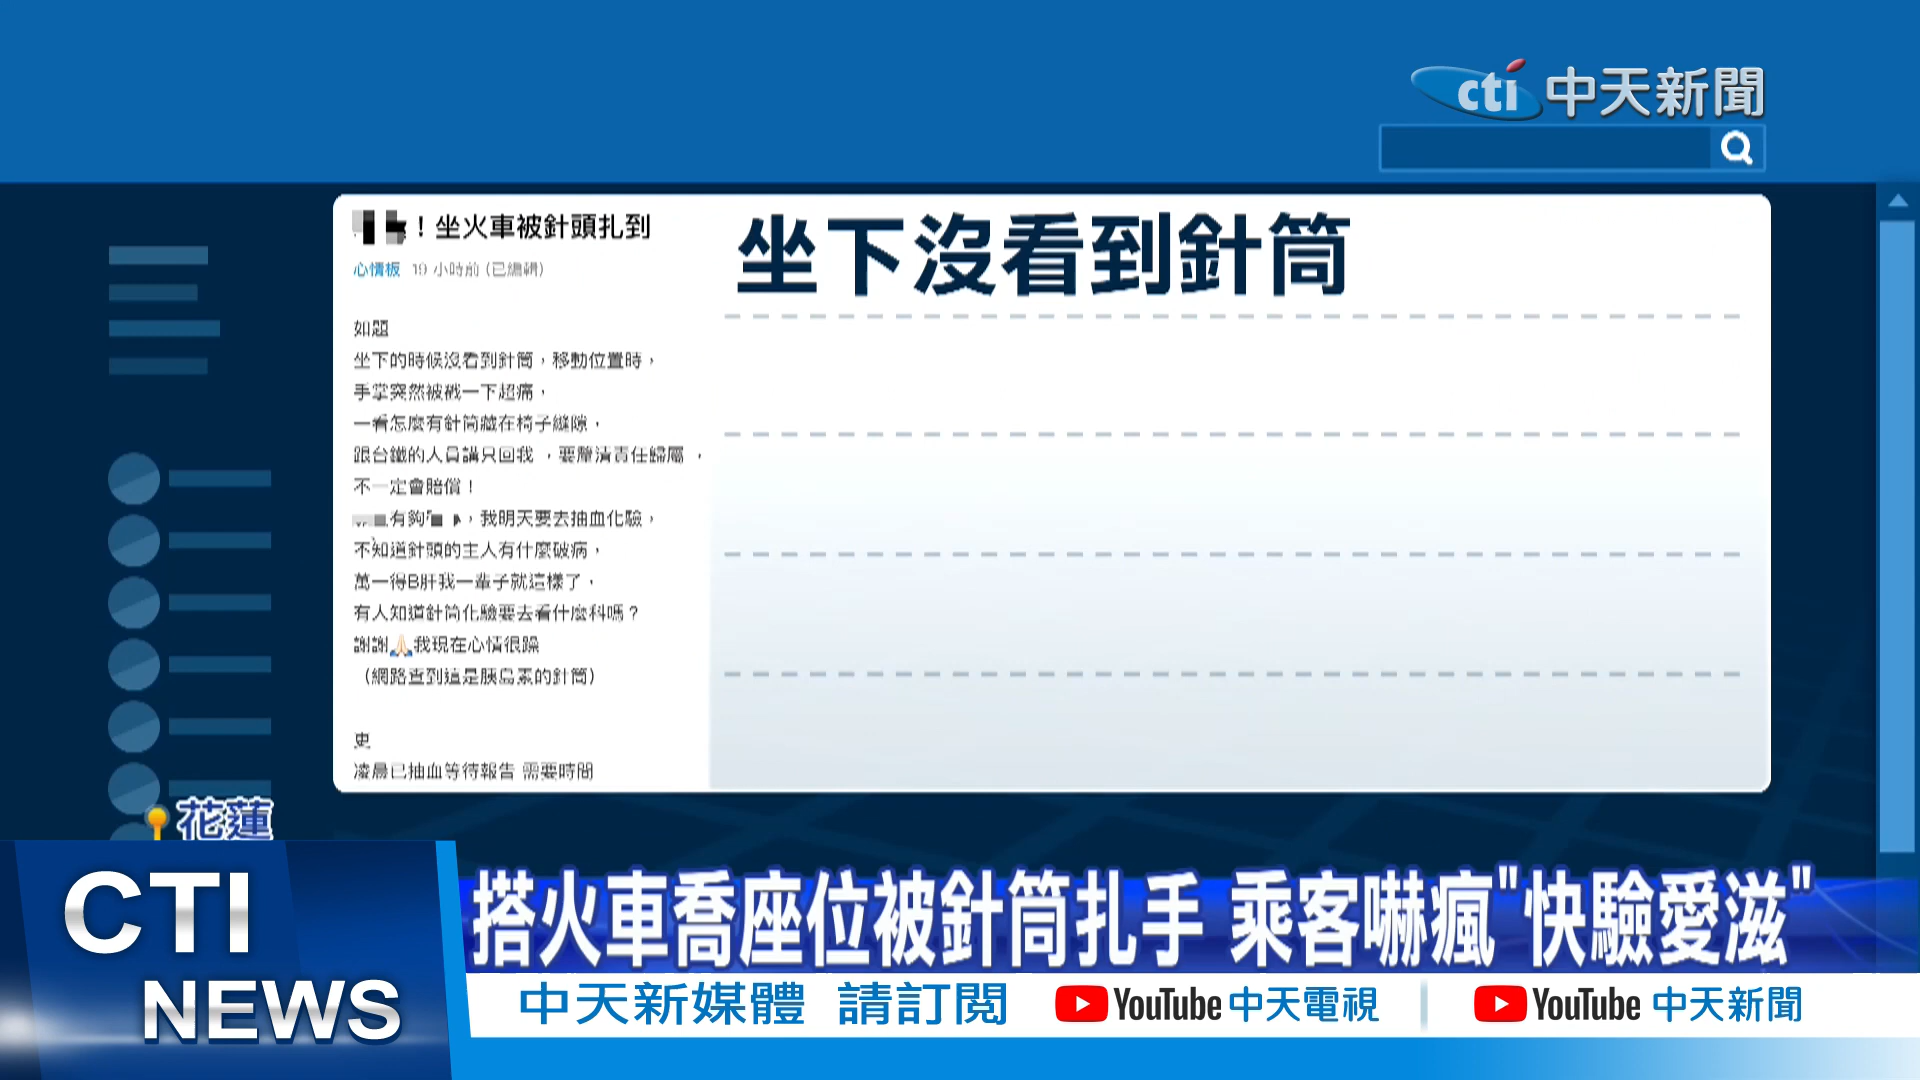 cti 中天新聞
！坐火車被針頭扎到
心情板 19 小時前 (已編輯)
坐下沒看到針筒
如題
坐下的時候沒看到針筒，移動位置時，
手掌突然被戳一下超痛，
一看怎麼有針筒藏在椅子縫隙，
跟台鐵的人員講只回我 ，要釐清責任歸屬 ，
不一定會賠償！
有夠 ，我明天要去抽血化驗，
不知道針頭的主人有什麼破病，
萬一得B肝我一輩子就這樣了，
有人知道針筒化驗要去看什麼科嗎？
謝謝🙏🏻我現在心情很躁
（網路查到這是胰島素的針筒）
更
凌晨已抽血等待報告 需要時間
花蓮
CTI
NEWS
搭火車喬座位被針筒扎手 乘客嚇瘋"快驗愛滋"
中天新媒體 請訂閱 YouTube 中天電視 YouTube 中天新聞